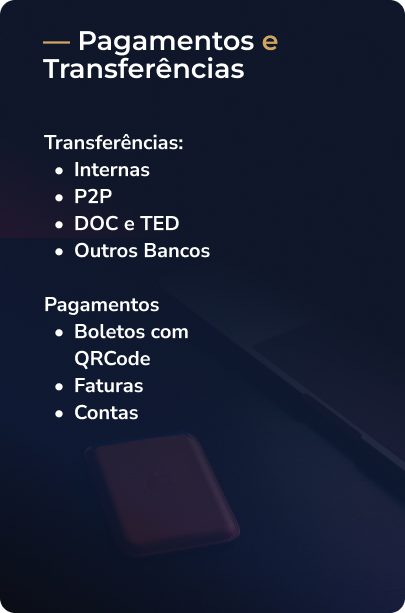 — Pagamentos e
Transferências
Transferências:
• Internas
• P2P
• DOC e TED
• Outros Bancos
Pagamentos
• Boletos com
QRCode
• Faturas
• Contas